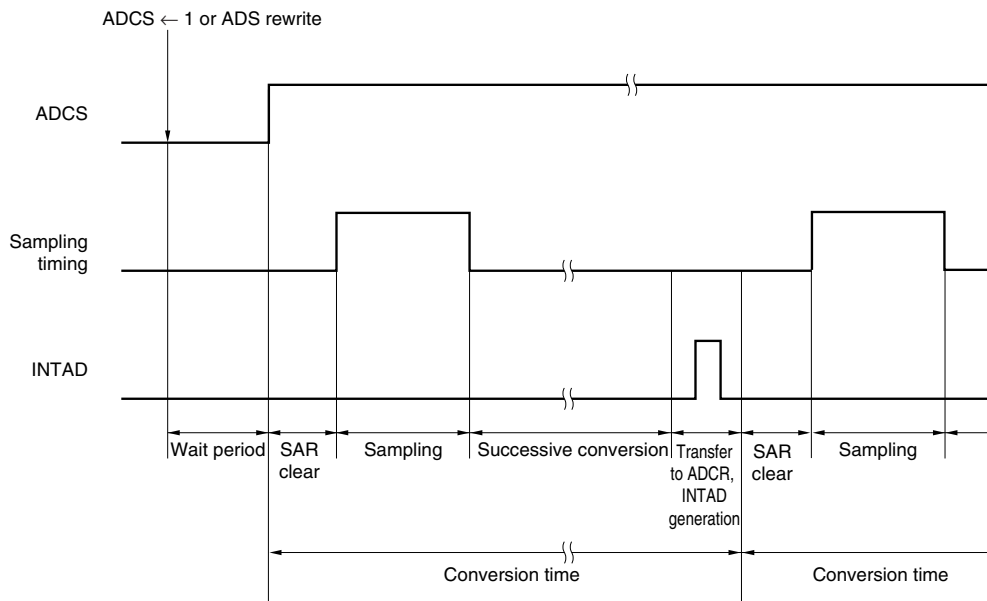 ADCS ← 1 or ADS rewrite
ADCS
Sampling
timing
INTAD
Wait period
SAR
clear
Sampling
Successive conversion
Transfer
to ADCR,
INTAD
generation
SAR
clear
Sampling
Conversion time
Conversion time